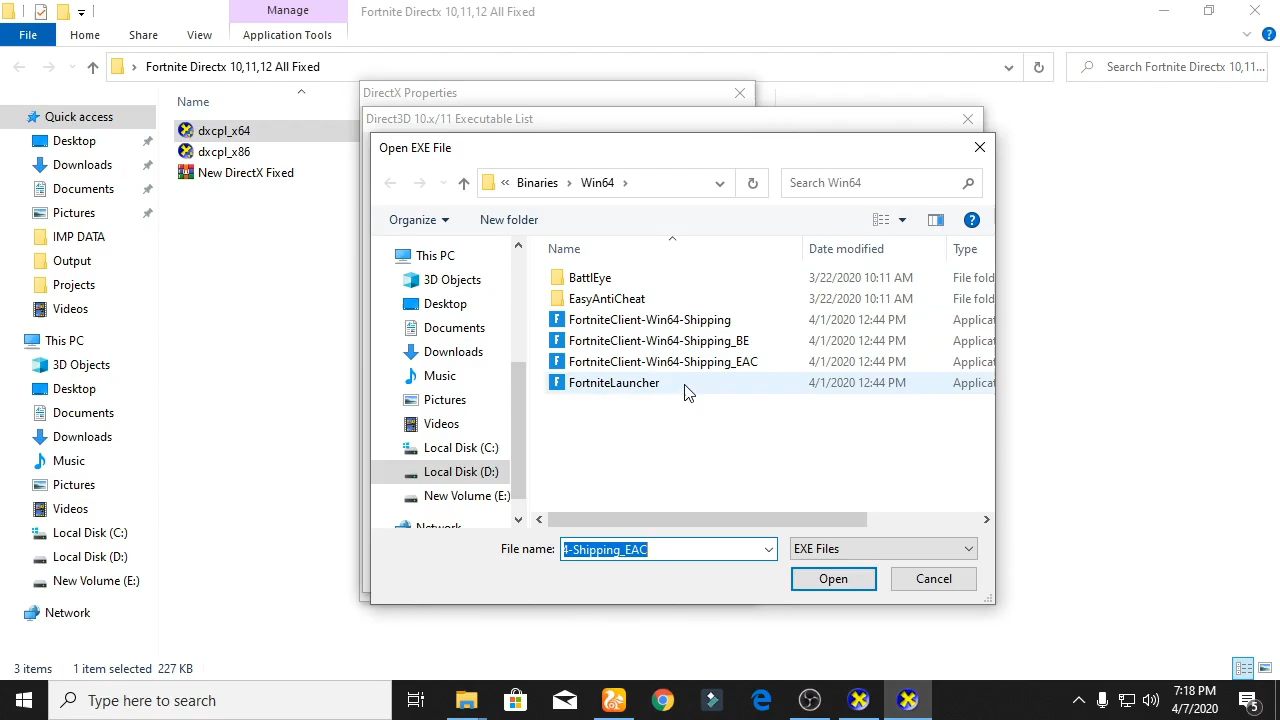 Manage
Fortnite Directx 10,11,12 All Fixed
File
Home
Share
View
Application Tools
Fortnite Directx 10,11,12 All Fixed
Search Fortnite Directx 10,11...
Quick access
Desktop
Downloads
Documents
Pictures
IMP DATA
Output
Projects
Videos
This PC
3D Objects
Desktop
Documents
Downloads
Music
Pictures
Videos
Local Disk (C:)
Local Disk (D:)
New Volume (E:)
Network
Name
dxcpl_x64
dxcpl_x86
New DirectX Fixed
DirectX Properties
Direct3D 10.x/11 Executable List
Open EXE File
« Binaries > Win64 >
Search Win64
Organize
New folder
This PC
3D Objects
Desktop
Documents
Downloads
Music
Pictures
Videos
Local Disk (C:)
Local Disk (D:)
New Volume (E:)
Network
Name Date modified Type
BattlEye 3/22/2020 10:11 AM File fold
EasyAntiCheat 3/22/2020 10:11 AM File fold
FortniteClient-Win64-Shipping 4/1/2020 12:44 PM Applicat
FortniteClient-Win64-Shipping_BE 4/1/2020 12:44 PM Applicat
FortniteClient-Win64-Shipping_EAC 4/1/2020 12:44 PM Applicat
FortniteLauncher 4/1/2020 12:44 PM Applicat
File name: 4-Shipping_EAC
EXE Files
Open
Cancel
3 items 1 item selected 227 KB
Type here to search
7:18 PM
4/7/2020
5